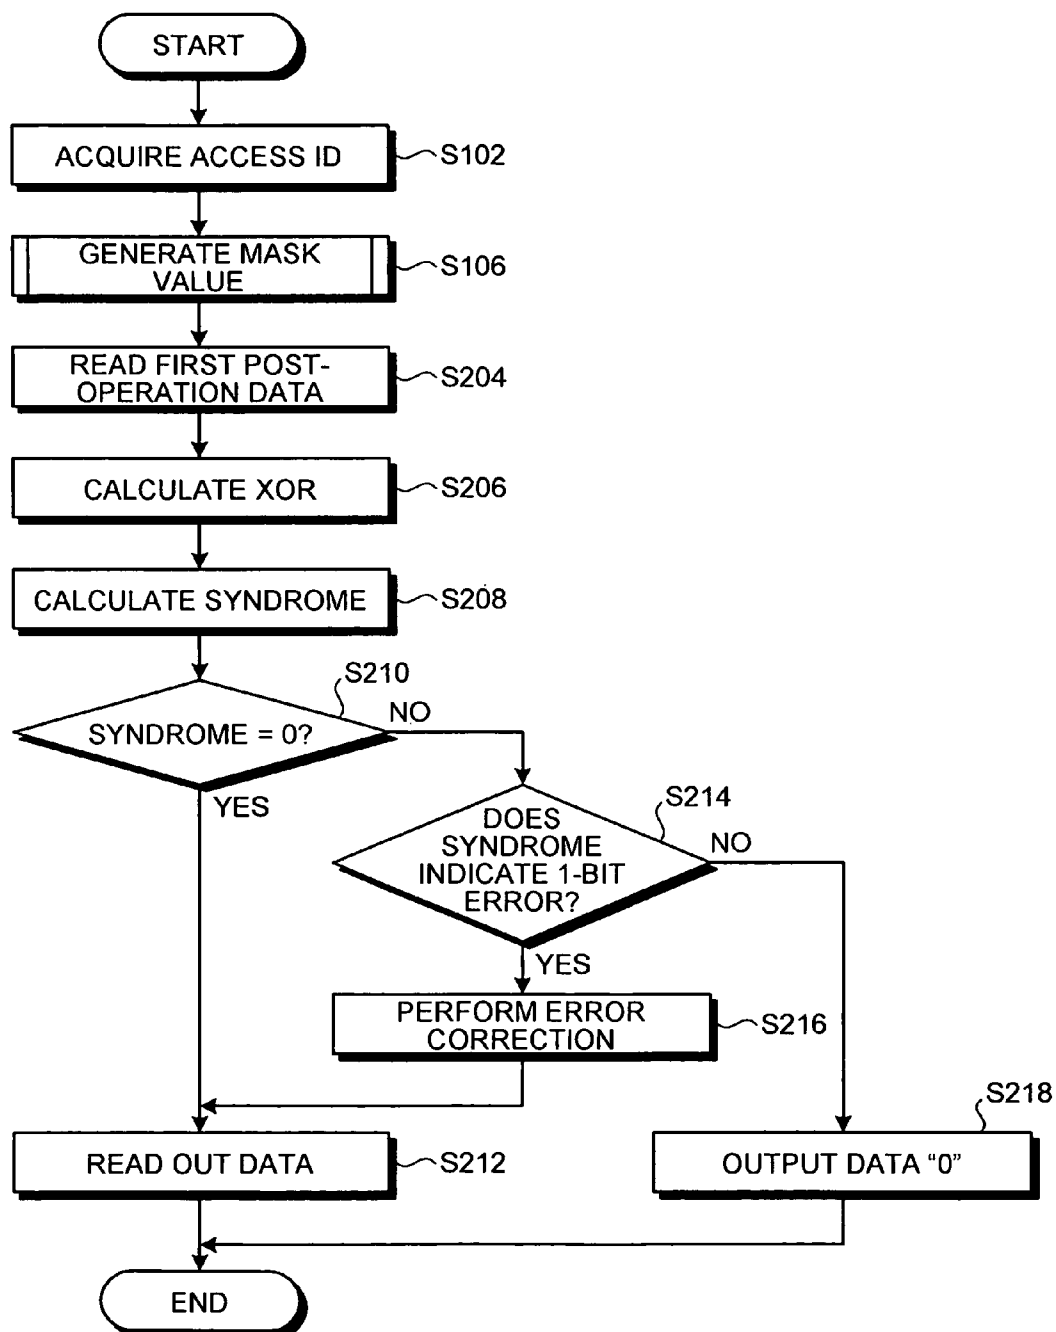 START
ACQUIRE ACCESS ID
S102
GENERATE MASK
VALUE
S106
READ FIRST POST-
OPERATION DATA
S204
CALCULATE XOR
S206
CALCULATE SYNDROME
S208
S210
SYNDROME = 0?
NO
YES
S214
DOES
SYNDROME
INDICATE 1-BIT
ERROR?
NO
YES
PERFORM ERROR
CORRECTION
S216
READ OUT DATA
S212
S218
OUTPUT DATA “0”
END